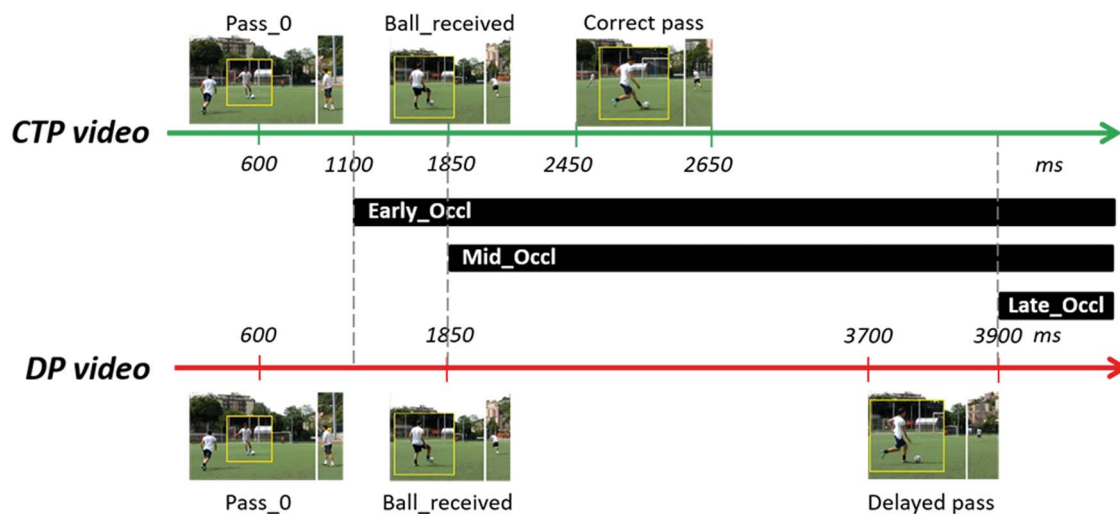 Pass_0 Ball_received Correct pass
CTP video
600 1100 1850 2450 2650 ms
Early_Occl
Mid_Occl
Late_Occl
600 1850 3700 3900 ms
DP video
Pass_0 Ball_received Delayed pass